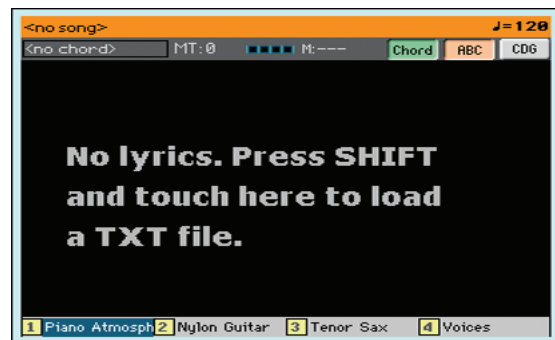 <no song> ♩=120
<no chord> MT:0 M:--- Chord ABC CDG
No lyrics. Press SHIFT
and touch here to load
a TXT file.
1 Piano Atmosph 2 Nylon Guitar 3 Tenor Sax 4 Voices